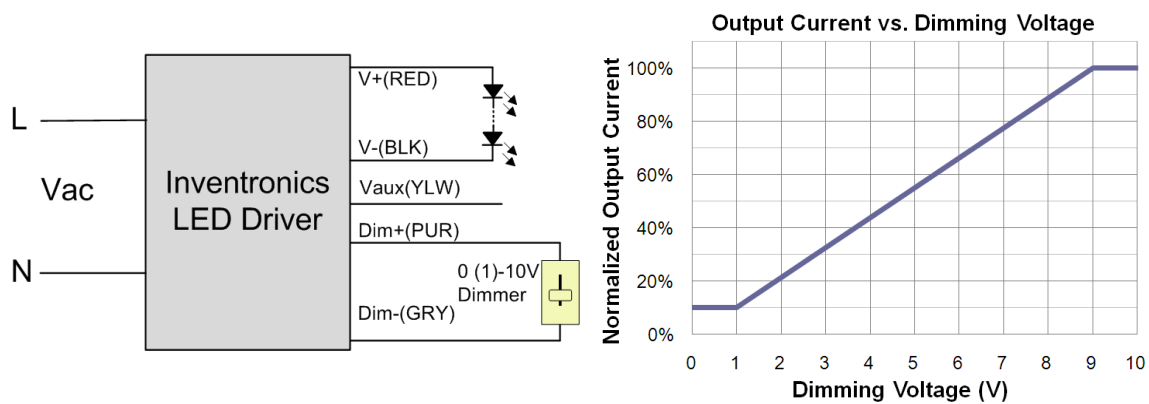 L
Vac
N
Inventronics
LED Driver
V+(RED)
V-(BLK)
Vaux(YLW)
Dim+(PUR)
0 (1)-10V
Dimmer
Dim-(GRY)
Output Current vs. Dimming Voltage
Normalized Output Current
100%
80%
60%
40%
20%
0%
0 1 2 3 4 5 6 7 8 9 10
Dimming Voltage (V)